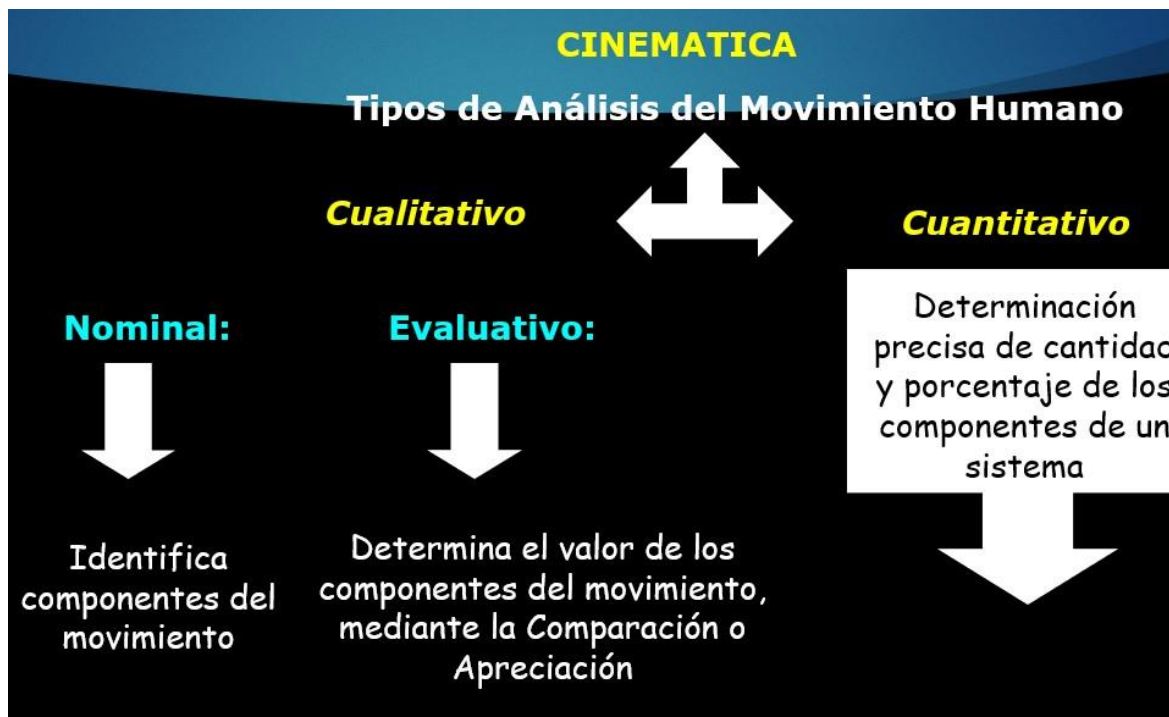 CINEMATICA
Tipos de Análisis del Movimiento Humano
Cualitativo
Cuantitativo
Nominal:
Identifica
componentes del
movimiento
Evaluativo:
Determina el valor de los
componentes del movimiento,
mediante la Comparación o
Apreciación
Determinación
precisa de cantidad
y porcentaje de los
componentes de un
sistema